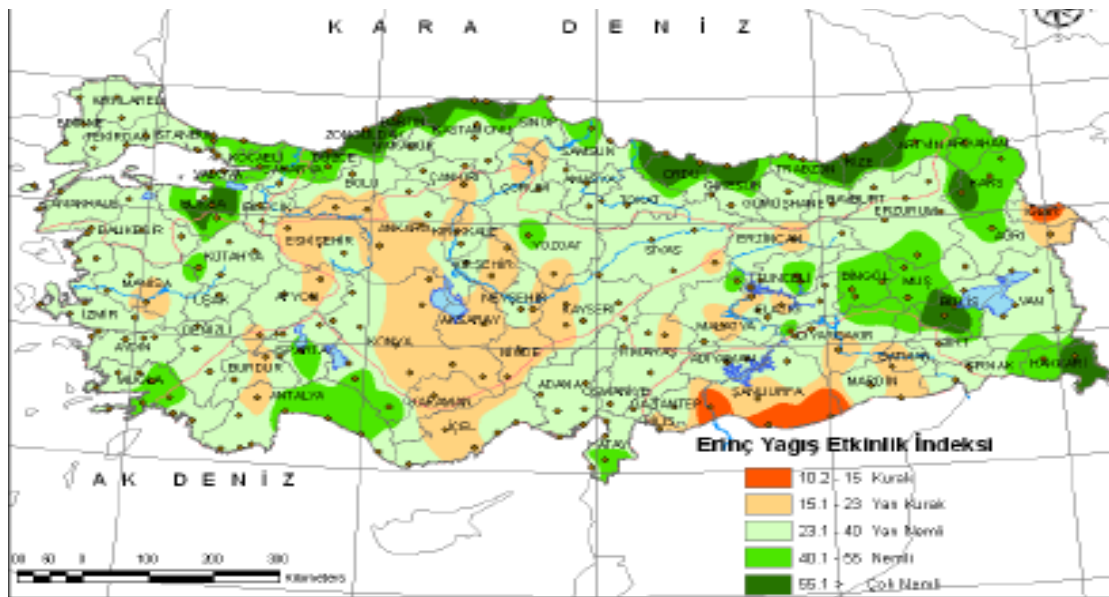 K A R A D E N İ Z
KIRKLARELİ
EDİRNE
TEKİRDAĞ
İSTANBUL
KOCAELİ
YALOVA
SAKARYA
DÜZCE
ZONGULDAK
BARTIN
KARABÜK
KASTAMONU
SİNOP
SAMSUN
ORDU
GİRESUN
TRABZON
RİZE
ARTVİN
ARDAHAN
KARS
IĞDIR
BOLU
ÇANKIRI
ÇORUM
AMASYA
TOKAT
GÜMÜŞHANE
BAYBURT
ERZURUM
AĞRI
ÇANAKKALE
BALIKESİR
BURSA
BİLECİK
ESKİŞEHİR
ANKARA
KIRIKKALE
YOZGAT
SİVAS
ERZİNCAN
KÜTAHYA
KIRŞEHİR
TUNCELİ
BİNGÖL
MUŞ
BİTLİS
VAN
MANİSA
İZMİR
UŞAK
AFYON
AKSARAY
NEVŞEHİR
KAYSERİ
MALATYA
ELAZIĞ
DİYARBAKIR
SİİRT
BATMAN
ŞIRNAK
HAKKARİ
AYDIN
DENİZLİ
BURDUR
KONYA
NİĞDE
ADIYAMAN
MARDİN
MUĞLA
ANTALYA
KARAMAN
İÇEL
ADANA
OSMANİYE
GAZİANTEP
ŞANLIURFA
KİLİS
HATAY
A K D E N İ Z
Erinç Yağış Etkinlik İndeksi
10.2 - 15 Kurak
15.1 - 23 Yarı Kurak
23.1 - 40 Yarı Nemli
40.1 - 55 Nemli
55.1 > Çok Nemli
50 0 100 200 300
Kilometers